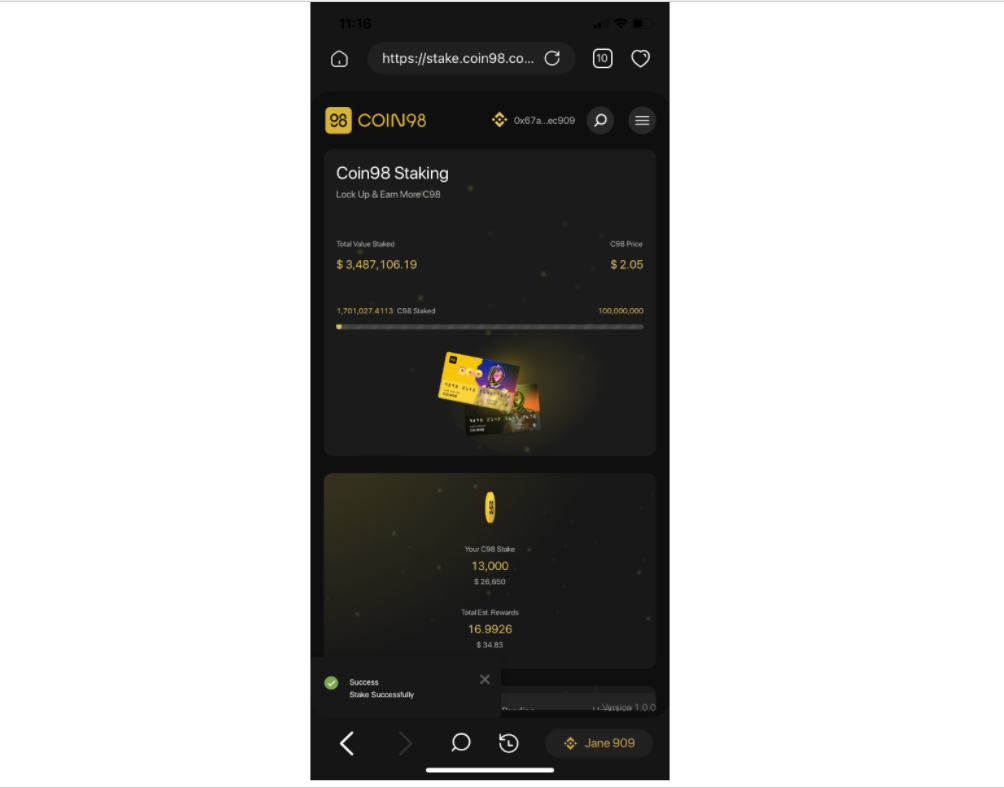 11:16
https://stake.coin98.co...
10
98 COIN98
0x67a...ec909
Coin98 Staking
Lock Up & Earn More C98
Total Value Staked
C98 Price
$ 3,487,106.19
$ 2.05
1,701,027.4113 C98 Staked
100,000,000
Your C98 Stake
13,000
$ 26,650
Total Est. Rewards
16.9926
$ 34.83
Success
Stake Successfully
Version 1.0.0
Jane 909